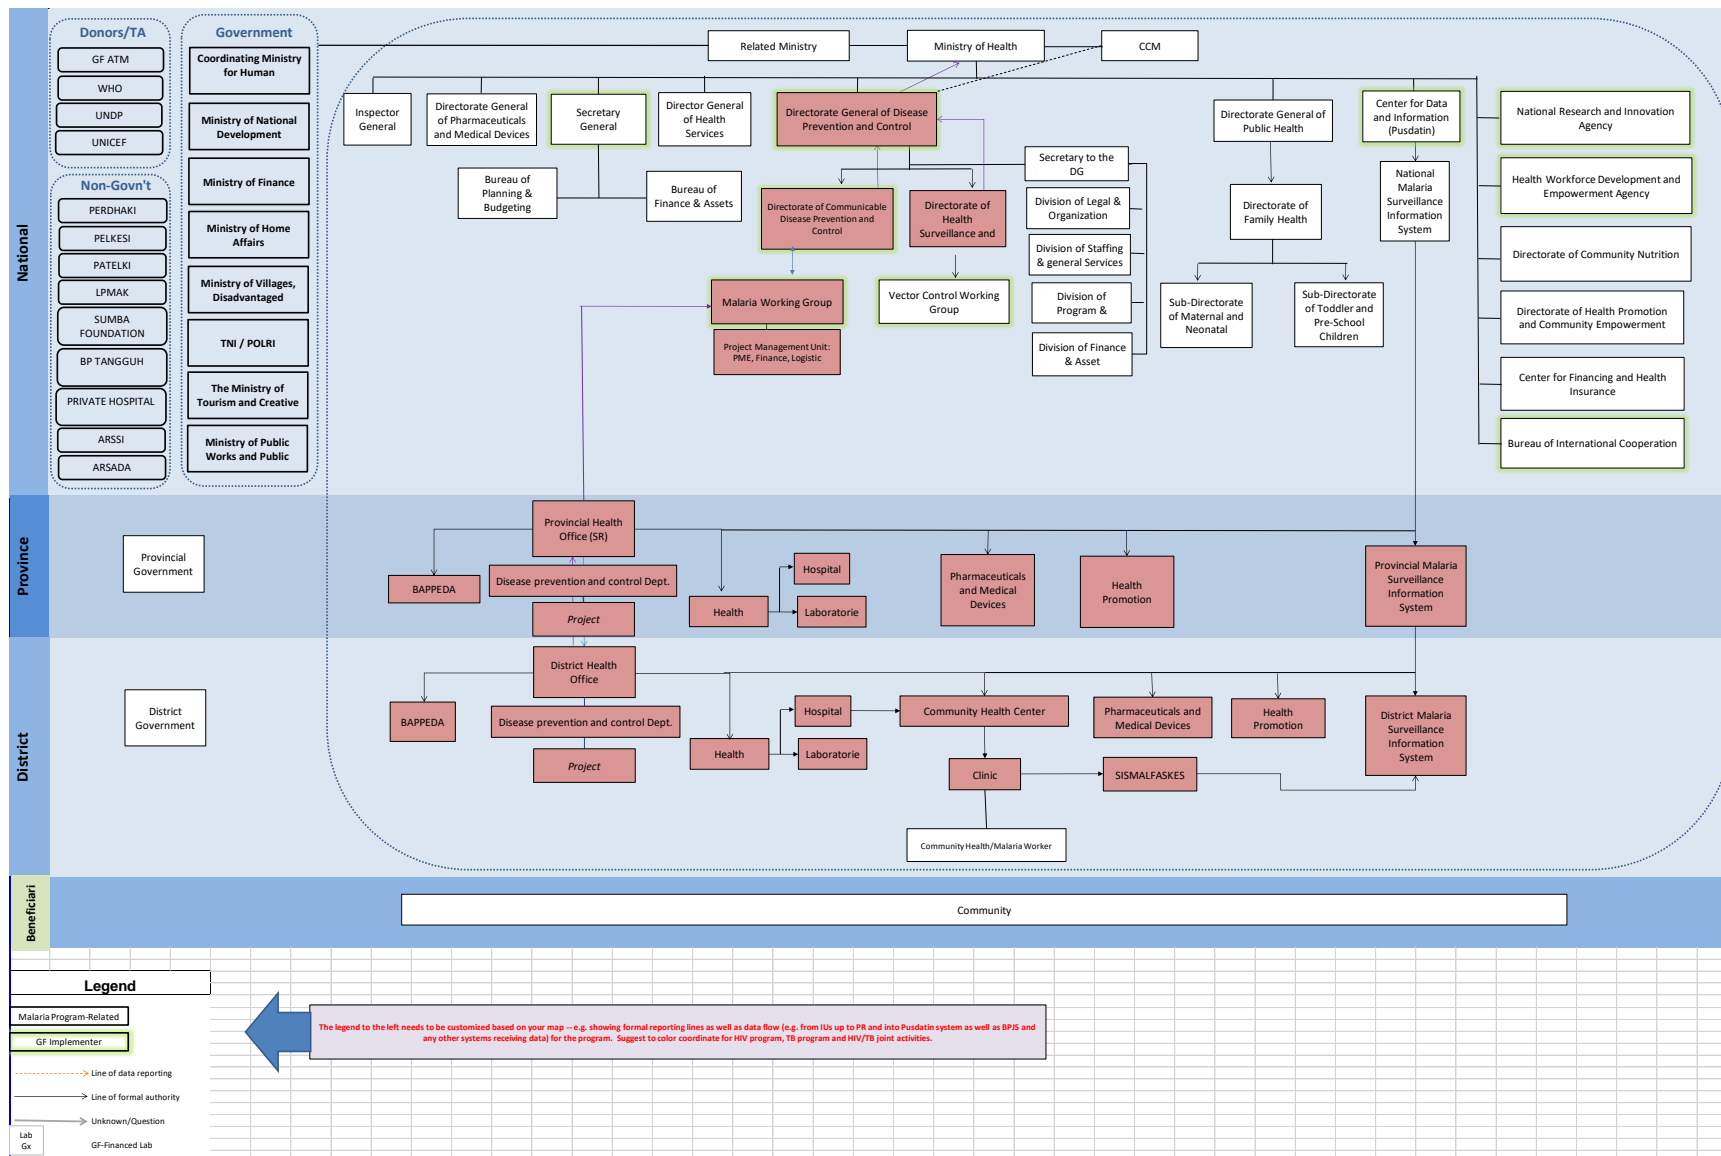 National
Donors/TA
GF ATM
WHO
UNDP
UNICEF
Non-Govn't
PERDHAKI
PELKESI
PATELKI
LPMAK
SUMBA
FOUNDATION
BP TANGGUH
PRIVATE HOSPITAL
ARSSI
ARSADA
Government
Coordinating Ministry
for Human
Ministry of National
Development
Ministry of Finance
Ministry of Home
Affairs
Ministry of Villages,
Disadvantaged
TNI / POLRI
The Ministry of
Tourism and Creative
Ministry of Public
Works and Public
Related Ministry
Ministry of Health
CCM
Inspector
General
Directorate General
of Pharmaceuticals
and Medical Devices
Secretary
General
Director General
of Health
Services
Directorate General of Disease
Prevention and Control
Directorate General of
Public Health
Center for Data
and Information
(Pusdatin)
National Research and Innovation
Agency
Bureau of
Planning &
Budgeting
Bureau of
Finance & Assets
Directorate of Communicable
Disease Prevention and
Control
Directorate of
Health
Surveillance and
Secretary to the
DG
Division of Legal &
Organization
Division of Staffing
& general Services
Division of
Program &
Division of Finance
& Asset
Directorate of
Family Health
National
Malaria
Surveillance
Information
System
Health Workforce Development and
Empowerment Agency
Directorate of Community Nutrition
Directorate of Health Promotion
and Community Empowerment
Center for Financing and Health
Insurance
Bureau of International Cooperation
Malaria Working Group
Project Management Unit:
PME, Finance, Logistic
Vector Control Working
Group
Sub-Directorate
of Maternal and
Neonatal
Sub-Directorate
of Toddler and
Pre-School
Children
Province
Provincial
Government
Provincial Health
Office (SR)
BAPPEDA
Disease prevention and control Dept.
Project
Health
Hospital
Laboratorie
Pharmaceuticals
and Medical
Devices
Health
Promotion
Provincial Malaria
Surveillance
Information
System
District
District
Government
District Health
Office
BAPPEDA
Disease prevention and control Dept.
Project
Health
Hospital
Laboratorie
Community Health Center
Pharmaceuticals and
Medical Devices
Health
Promotion
District Malaria
Surveillance
Information
System
Clinic
SISMALFASKES
Community Health/Malaria Worker
Beneficiari
Community
Legend
Malaria Program-Related
GF Implementer
Line of data reporting
Line of formal authority
Unknown/Question
Lab
Gx
GF-Financed Lab
The legend to the left needs to be customized based on your map -- e.g. showing formal reporting lines as well as data flow (e.g. from IUs up to PR and into Pusdatin system as well as BPJS and
any other systems receiving data) for the program. Suggest to color coordinate for HIV program, TB program and HIV/TB joint activities.